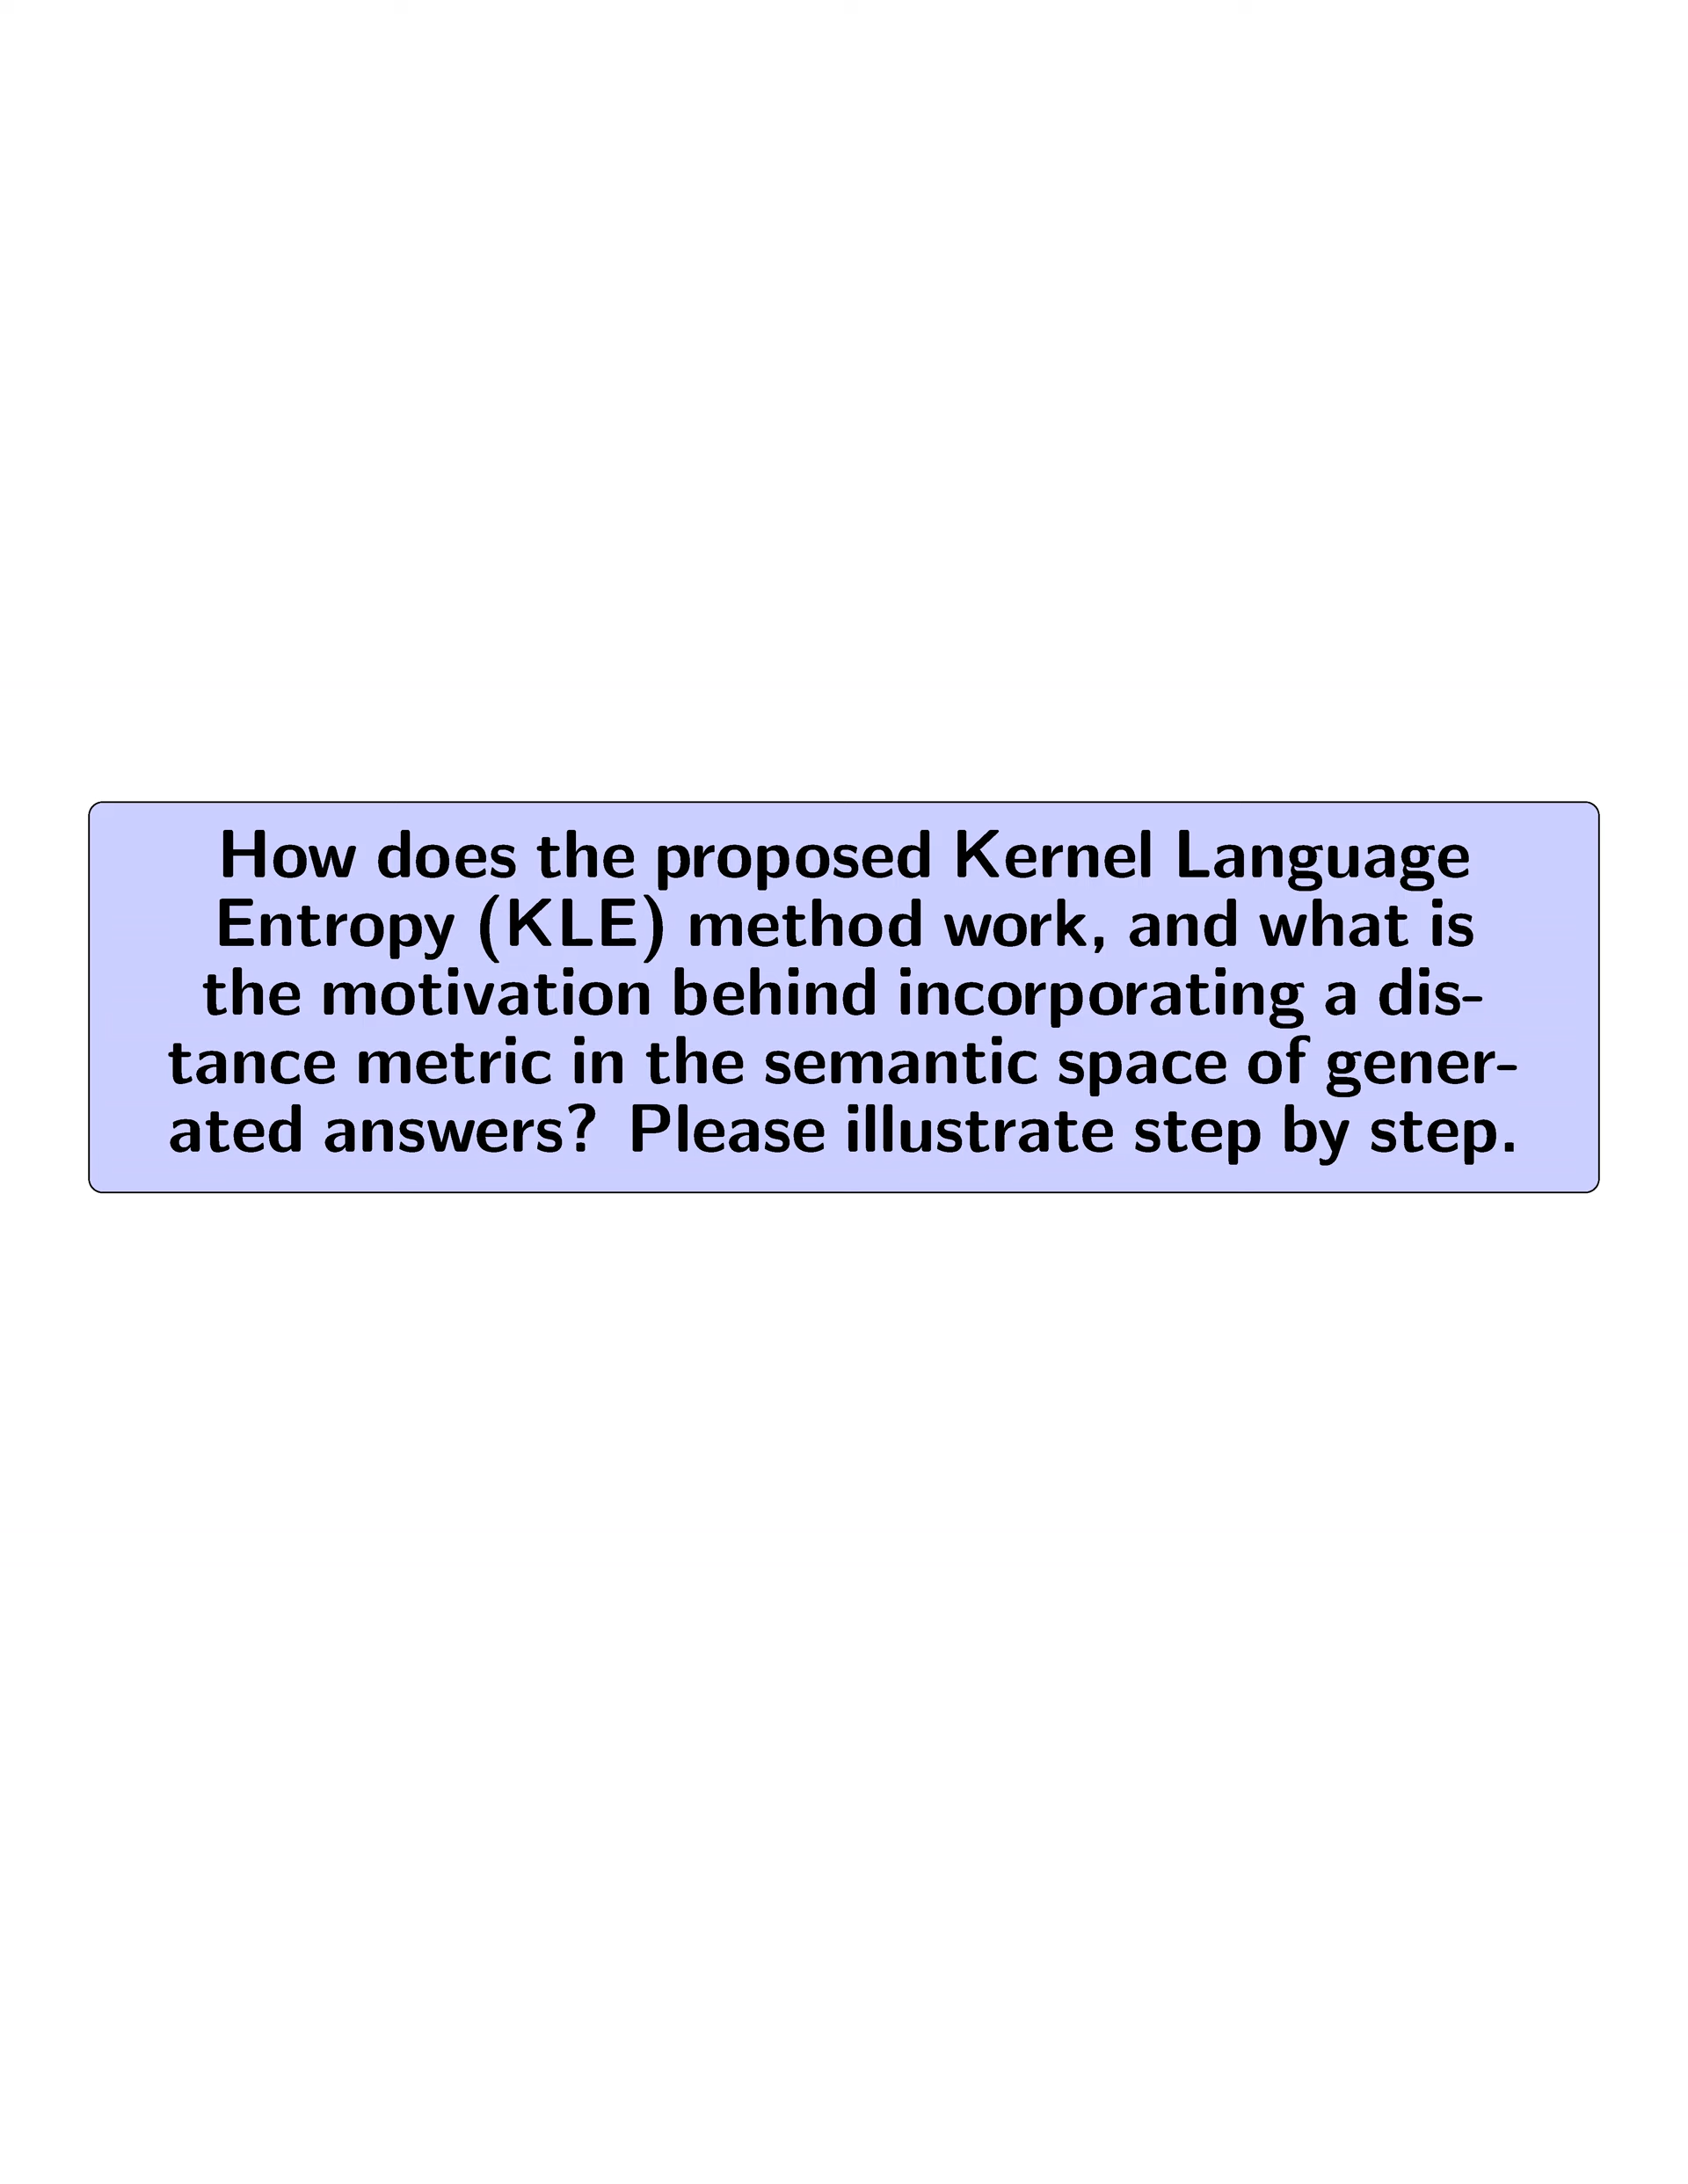 How does the proposed Kernel Language
Entropy (KLE) method work, and what is
the motivation behind incorporating a dis-
tance metric in the semantic space of gener-
ated answers? Please illustrate step by step.